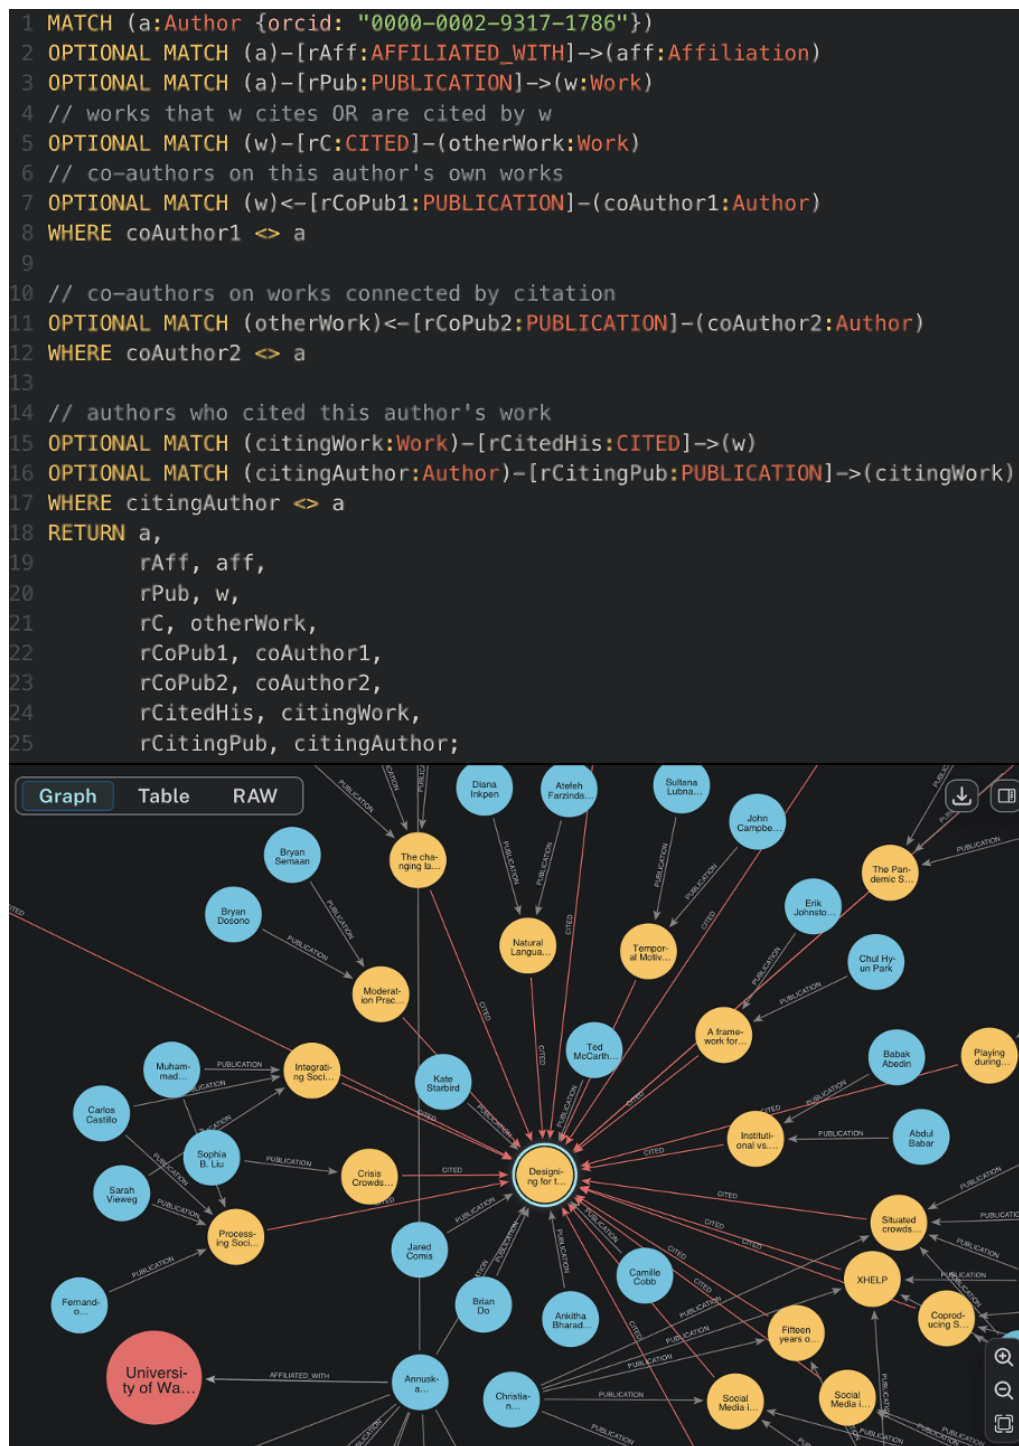 1 MATCH (a:Author {orcid: "0000-0002-9317-1786"})
2 OPTIONAL MATCH (a)-[rAff:AFFILIATED_WITH]->(aff:Affiliation)
3 OPTIONAL MATCH (a)-[rPub:PUBLICATION]->(w:Work)
4 // works that w cites OR are cited by w
5 OPTIONAL MATCH (w)-[rC:CITED]-(otherWork:Work)
6 // co-authors on this author's own works
7 OPTIONAL MATCH (w)<-[rCoPub1:PUBLICATION]-(coAuthor1:Author)
8 WHERE coAuthor1 <> a
9
10 // co-authors on works connected by citation
11 OPTIONAL MATCH (otherWork)<-[rCoPub2:PUBLICATION]-(coAuthor2:Author)
12 WHERE coAuthor2 <> a
13
14 // authors who cited this author's work
15 OPTIONAL MATCH (citingWork:Work)-[rCitedHis:CITED]->(w)
16 OPTIONAL MATCH (citingAuthor:Author)-[rCitingPub:PUBLICATION]->(citingWork)
17 WHERE citingAuthor <> a
18 RETURN a,
19 rAff, aff,
20 rPub, w,
21 rC, otherWork,
22 rCoPub1, coAuthor1,
23 rCoPub2, coAuthor2,
24 rCitedHis, citingWork,
25 rCitingPub, citingAuthor;
Graph Table RAW
Diana
Inkpen
Atefeh
Farzinda...
Sultana
Lubna...
John
Campbe...
Bryan
Semaan
The cha-
nging la...
The Pan-
demic S...
Bryan
Dosono
Erik
Johnsto...
Natural
Langua...
Tempor-
al Motiv...
Chul Hy-
un Park
Moderat-
ion Prac...
A frame-
work for...
Muham-
mad...
Integrati-
ng Soci...
Kate
Starbird
Ted
McCarth...
Babak
Abedin
Playing
during...
Carlos
Castillo
Sophia
B. Liu
Crisis
Crowds...
Designi-
ng for t...
Instituti-
onal vs....
Abdul
Babar
Sarah
Vieweg
Process-
ing Soci...
Jared
Comis
Situated
crowds...
Fernand-
o...
Brian
Do
Ankitha
Bharad...
Camille
Cobb
XHELP
Coprod-
ucing S...
Fifteen
years o...
Universi-
ty of Wa...
AFFILIATED_WITH
Annusk-
a...
Christia-
n...
PUBLICATION
Social
Media i...
Social
Media i...
PUBLICATION
PUBLICATION
PUBLICATION
PUBLICATION
CITED
CITED
CITED